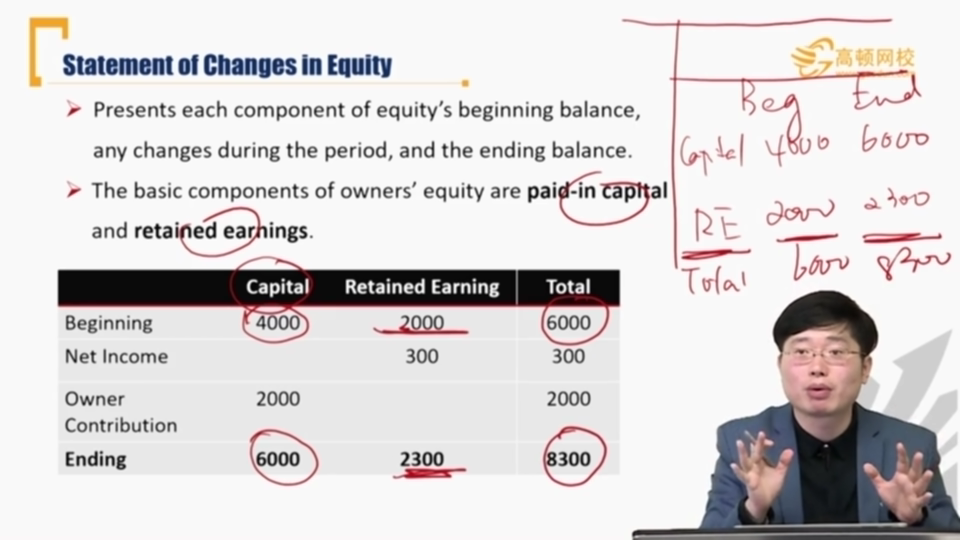 Statement of Changes in Equity
高顿网校
Presents each component of equity's beginning balance,
any changes during the period, and the ending balance.
The basic components of owners' equity are paid-in capital
and retained earnings.
Capital Retained Earning Total
Beginning 4000 2000 6000
Net Income 300 300
Owner
Contribution 2000 2000
Ending 6000 2300 8300
Beg End
Capital 4000 6000
RE 2000 2300
Total 6000 8300